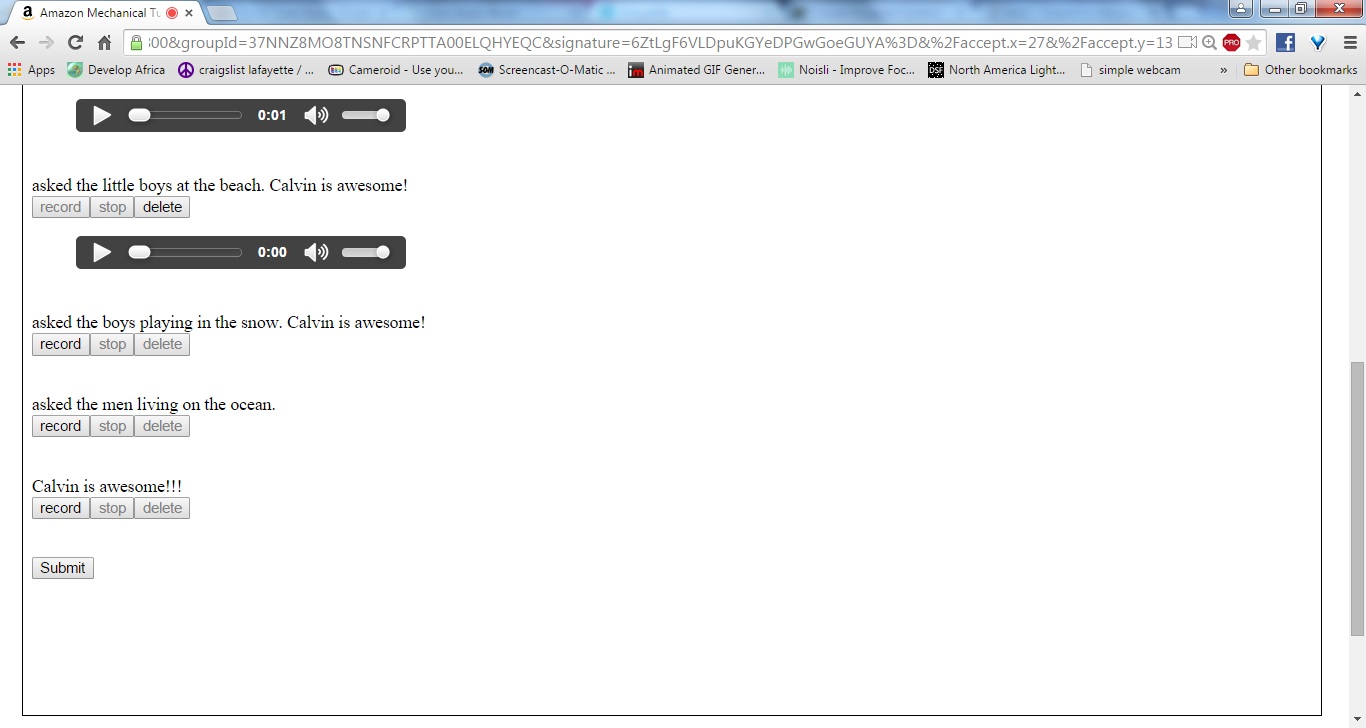 Amazon Mechanical Tu
:00&groupId=37NNZ8MO8TNSNFCRPTTA00ELQHYEQC&signature=6ZtLgF6VLDpuKGYeDPGwGoeGUYA%3D&%2Faccept.x=27&%2Faccept.y=13
PRO
Apps Develop Africa craigslist lafayette / ... Cameroid - Use you... SOM Screencast-O-Matic ... im Animated GIF Gener... Noisli - Improve Foc... DSF North America Light... simple webcam » Other bookmarks
0:01
asked the little boys at the beach. Calvin is awesome!
record stop delete
0:00
asked the boys playing in the snow. Calvin is awesome!
record stop delete
asked the men living on the ocean.
record stop delete
Calvin is awesome!!!
record stop delete
Submit